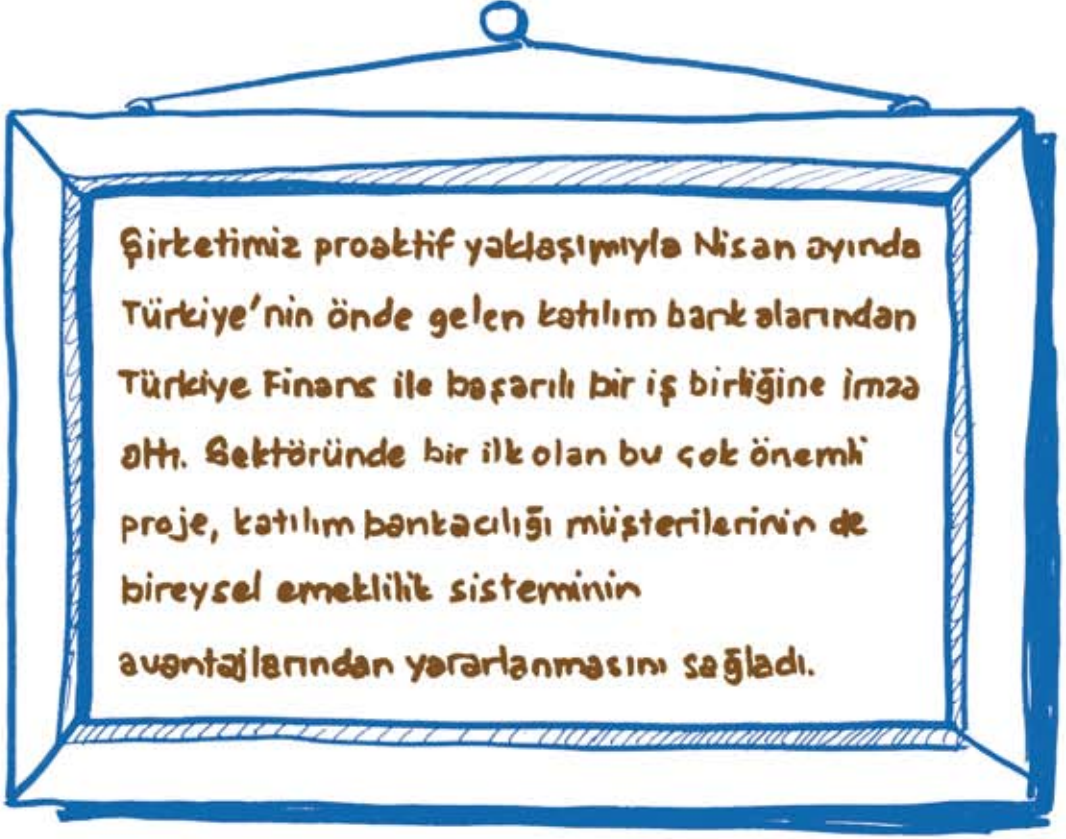 Şirketimiz proaktif yaklaşımıyla Nisan ayında
Türkiye'nin önde gelen katılım bankalarından
Türkiye Finans ile başarılı bir iş birliğine imza
attı. Sektöründe bir ilk olan bu çok önemli
proje, katılım bankacılığı müşterilerinin de
bireysel emeklilik sisteminin
avantajlarından yararlanmasını sağladı.